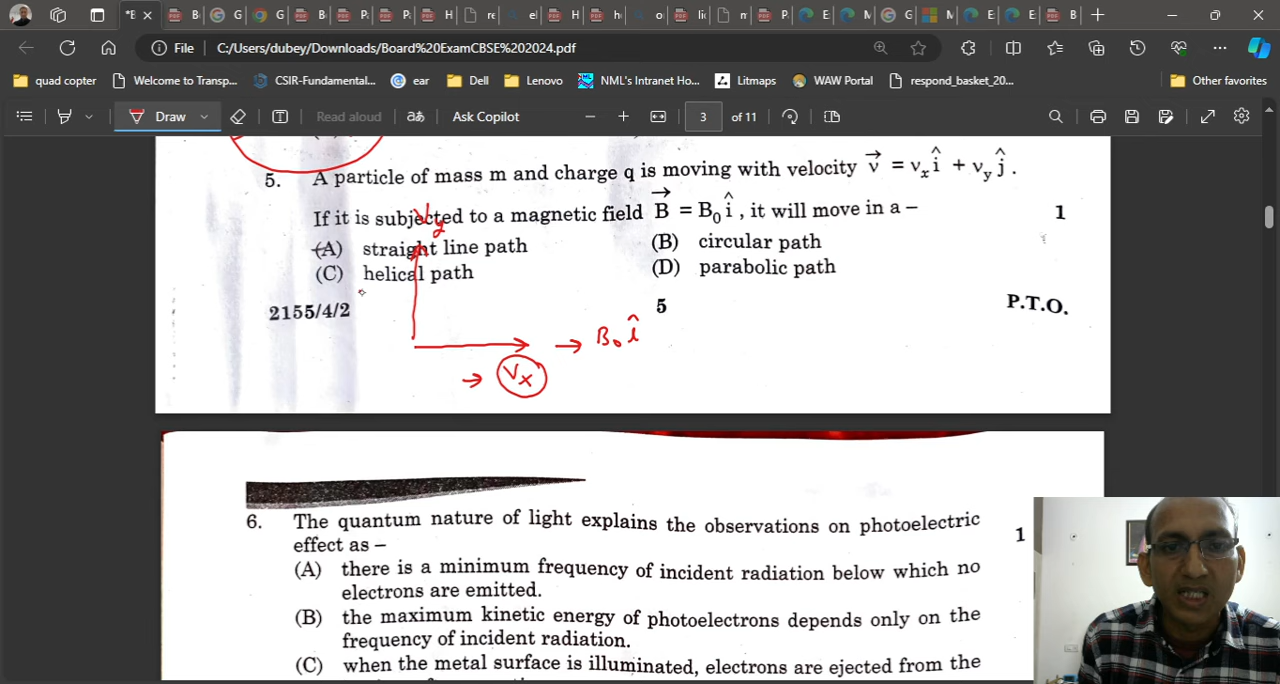 *B
B
G
G
B
P
P
H
re
e
H
h
o
lic
m
P
E
E
M
G
M
E
E
B
File C:/Users/dubey/Downloads/Board%20ExamCBSE%202024.pdf
quad copter Welcome to Transp... CSIR-Fundamental... ear Dell Lenovo NML's Intranet Ho... Litmaps WAW Portal respond_basket_20... Other favorites
Draw Read aloud aあ Ask Copilot 3 of 11
5. A particle of mass m and charge q is moving with velocity v⃗ = vₓ î + v_y ĵ .
If it is subjected to a magnetic field B⃗ = B₀ î , it will move in a – 1
V_y
(A) straight line path (B) circular path
(C) helical path (D) parabolic path
2155/4/2 5 P.T.O.
→ B₀ î
→ Vₓ
6. The quantum nature of light explains the observations on photoelectric
effect as – 1
(A) there is a minimum frequency of incident radiation below which no
electrons are emitted.
(B) the maximum kinetic energy of photoelectrons depends only on the
frequency of incident radiation.
(C) when the metal surface is illuminated, electrons are ejected from the